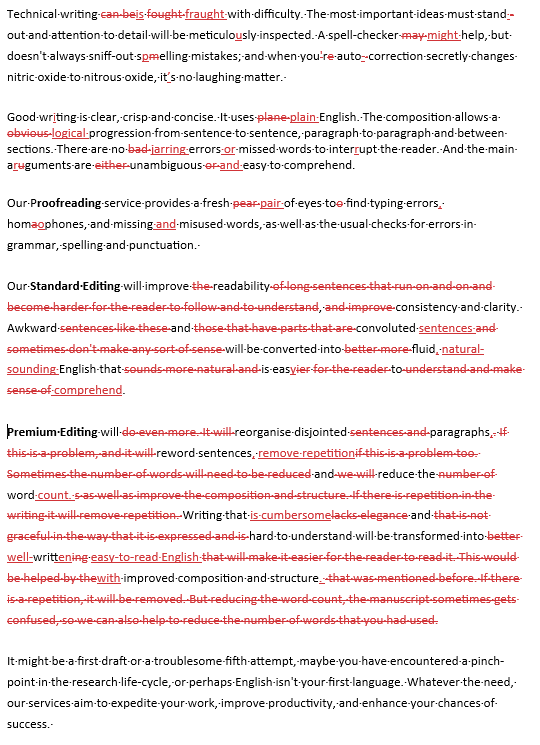 Technical writing can beis fought fraught with difficulty. The most important ideas must stand -
out and attention to detail will be meticulously inspected. A spell-checker may might help, but
doesn't always sniff-out spmelling mistakes; and when you're auto -correction secretly changes
nitric oxide to nitrous oxide, it's no laughing matter.
Good writing is clear, crisp and concise. It uses plane plain English. The composition allows a
obvious logical progression from sentence to sentence, paragraph to paragraph and between
sections. There are no bad jarring errors or missed words to interrupt the reader. And the main
aruguments are either unambiguous or and easy to comprehend.
Our Proofreading service provides a fresh pear pair of eyes too find typing errors,
homaophones, and missing and misused words, as well as the usual checks for errors in
grammar, spelling and punctuation.
Our Standard Editing will improve the readability of long sentences that run on and on and
become harder for the reader to follow and to understand, and improve consistency and clarity.
Awkward sentences like these and those that have parts that are convoluted sentences and
sometimes don't make any sort of sense will be converted into better more fluid, natural-
sounding English that sounds more natural and is easyier for the reader to understand and make
sense of comprehend.
Premium Editing will do even more. It will reorganise disjointed sentences and paragraphs,. If
this is a problem, and it will reword sentences, remove repetitionif this is a problem too.
Sometimes the number of words will need to be reduced and we will reduce the number of
word count. s as well as improve the composition and structure. If there is repetition in the
writing it will remove repetition. Writing that is cumbersomelacks elegance and that is not
graceful in the way that it is expressed and is hard to understand will be transformed into better
well writtening easy-to-read English that will make it easier for the reader to read it. This would
be helped by thewith improved composition and structure. that was mentioned before. If there
is a repetition, it will be removed. But reducing the word count, the manuscript sometimes gets
confused, so we can also help to reduce the number of words that you had used.
It might be a first draft or a troublesome fifth attempt, maybe you have encountered a pinch-
point in the research life-cycle, or perhaps English isn't your first language. Whatever the need,
our services aim to expedite your work, improve productivity, and enhance your chances of
success.